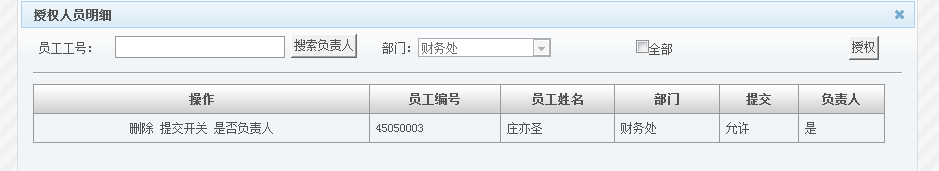 授权人员明细
员工工号： 搜索负责人 部门： 财务处 全部 授权
操作 员工编号 员工姓名 部门 提交 负责人
删除 提交开关 是否负责人 45050003 庄亦圣 财务处 允许 是